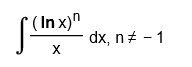 ∫ (ln x)ⁿ / x dx, n ≠ - 1